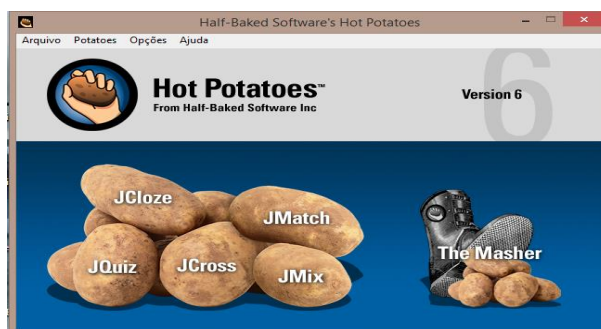 Half-Baked Software's Hot Potatoes
Arquivo Potatoes Opções Ajuda
Hot Potatoes™
From Half-Baked Software Inc
Version 6
6
JCloze
JMatch
JQuiz
JCross
JMix
The Masher